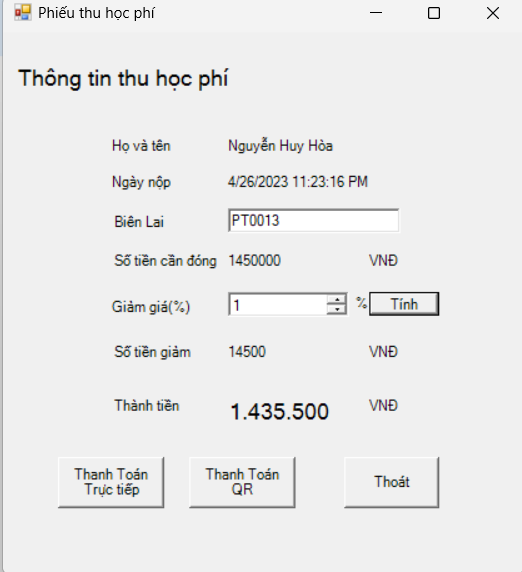 Phiếu thu học phí
Thông tin thu học phí
Họ và tên Nguyễn Huy Hòa
Ngày nộp 4/26/2023 11:23:16 PM
Biên Lai PT0013
Số tiền cần đóng 1450000 VNĐ
Giảm giá(%) 1 % Tính
Số tiền giảm 14500 VNĐ
Thành tiền 1.435.500 VNĐ
Thanh Toán
Trực tiếp
Thanh Toán
QR
Thoát